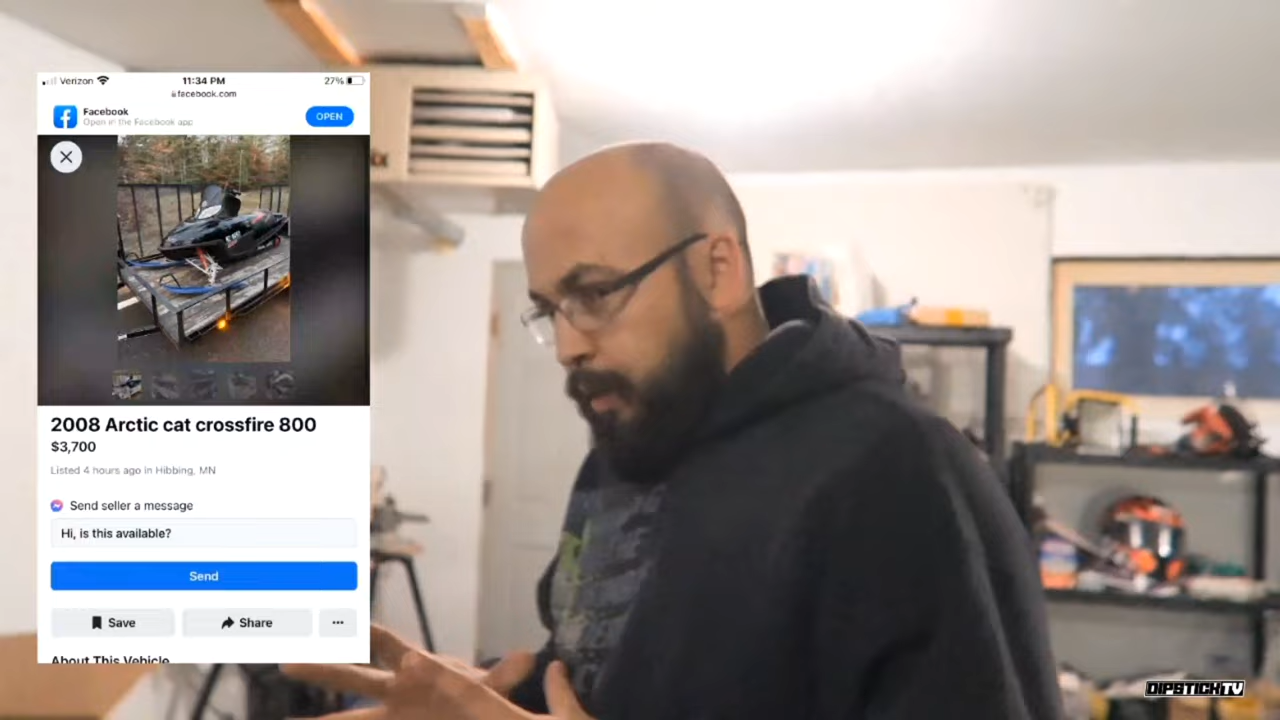 Verizon
11:34 PM
27%
facebook.com
Facebook
Open in the Facebook app
OPEN
2008 Arctic cat crossfire 800
$3,700
Listed 4 hours ago in Hibbing, MN
Send seller a message
Hi, is this available?
Send
Save
Share
About This Vehicle
DIPSTICKTV